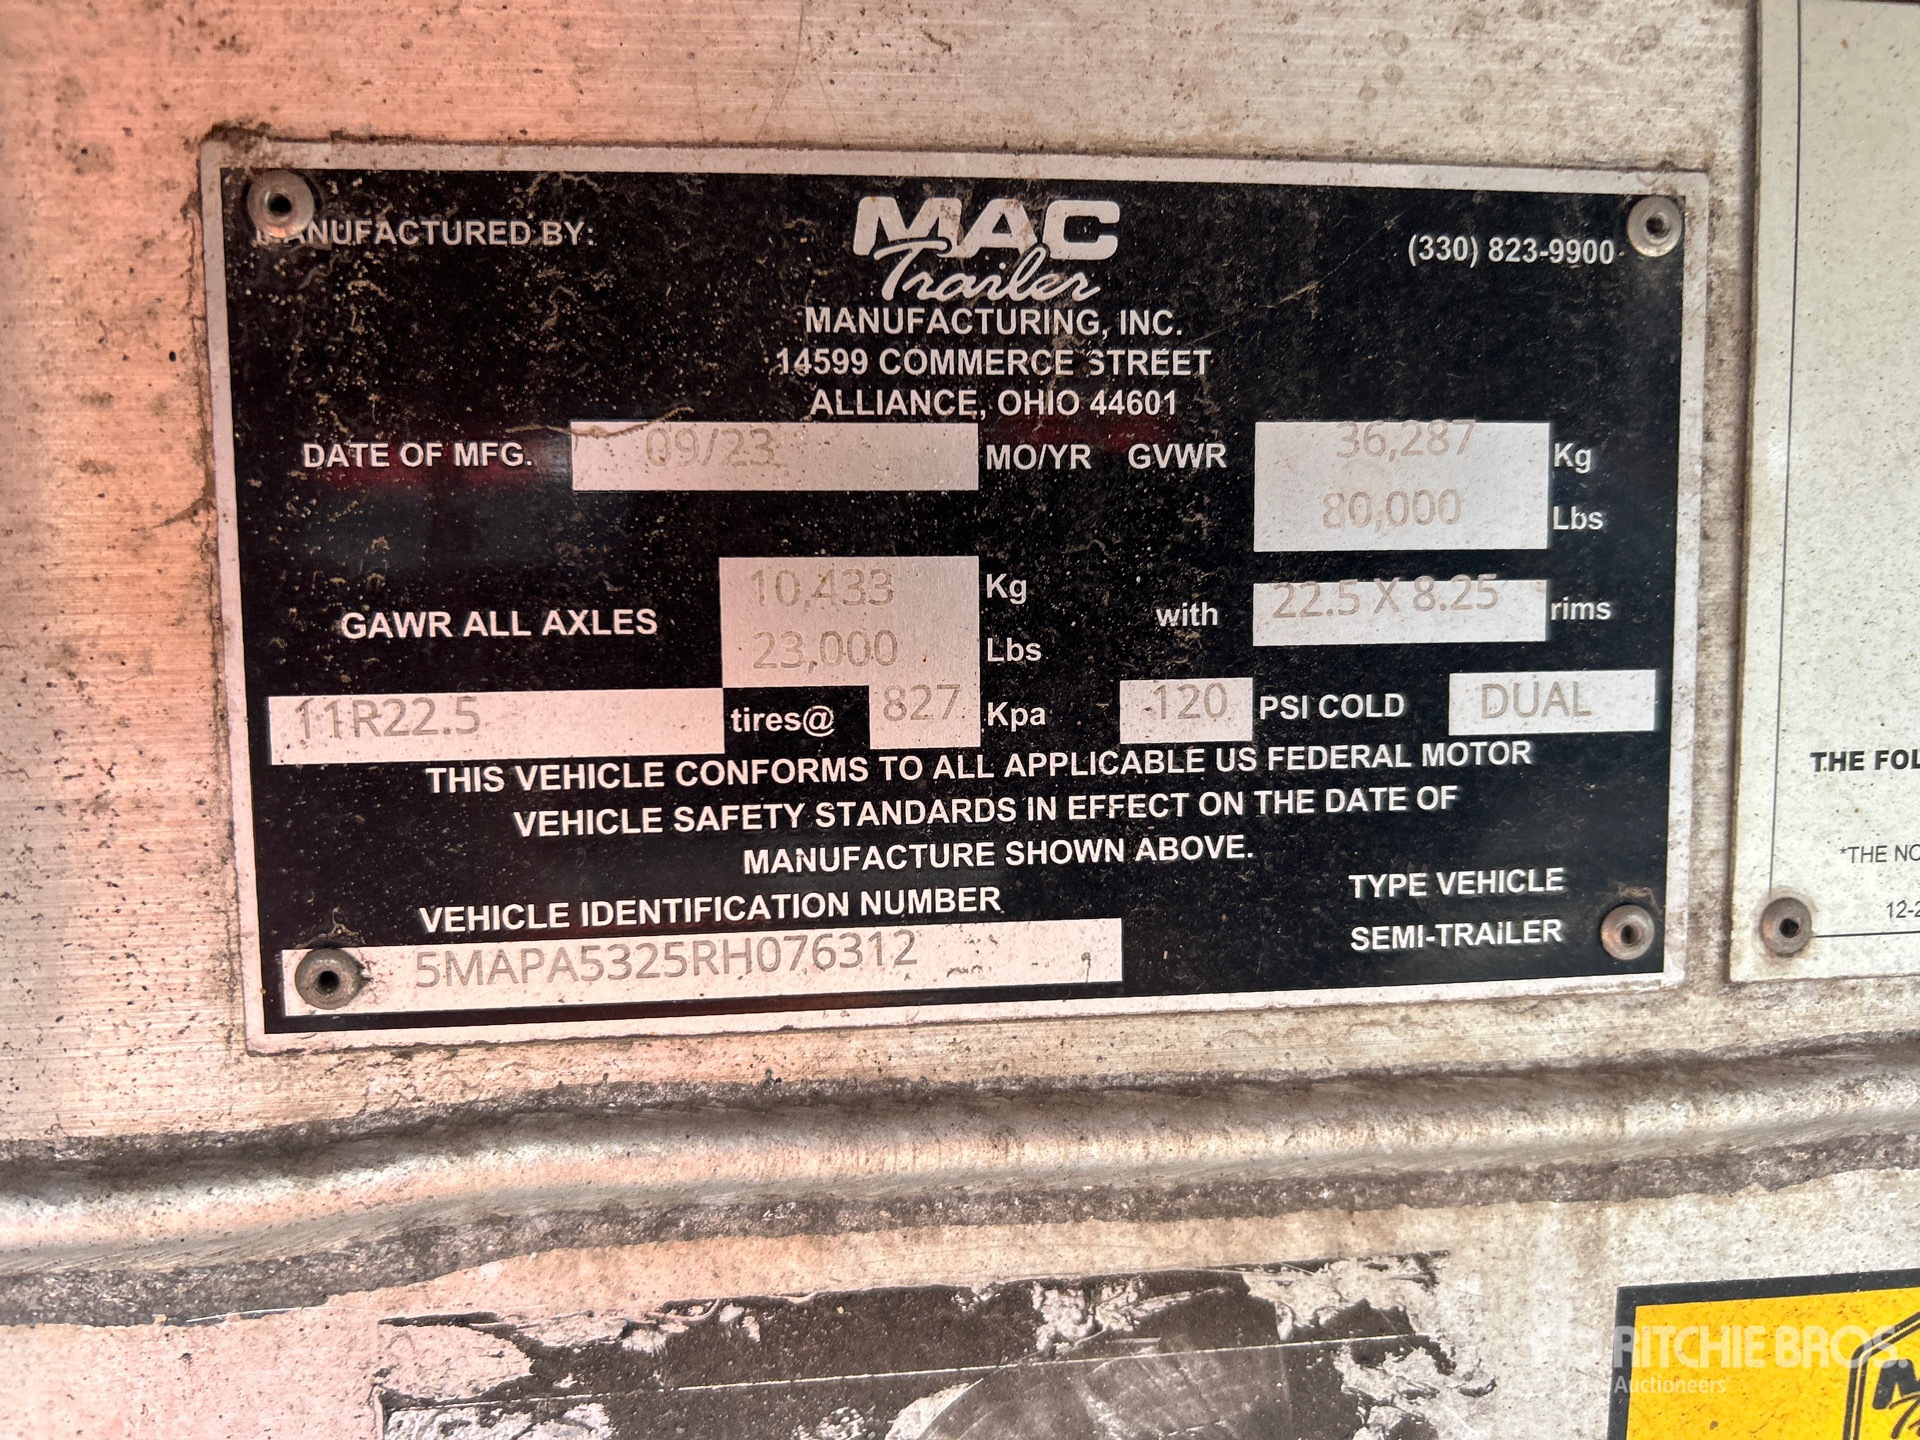 MANUFACTURED BY:
MAC
Trailer
(330) 823-9900
MANUFACTURING, INC.
14599 COMMERCE STREET
ALLIANCE, OHIO 44601
DATE OF MFG. 09/23 MO/YR GVWR 36,287 Kg
80,000 Lbs
GAWR ALL AXLES 10,433 Kg with 22.5 X 8.25 rims
23,000 Lbs
11R22.5 tires@ 827 Kpa 120 PSI COLD DUAL
THIS VEHICLE CONFORMS TO ALL APPLICABLE US FEDERAL MOTOR
VEHICLE SAFETY STANDARDS IN EFFECT ON THE DATE OF
MANUFACTURE SHOWN ABOVE.
VEHICLE IDENTIFICATION NUMBER
5MAPA5325RH076312
TYPE VEHICLE
SEMI-TRAILER
THE FOL
*THE NO
12-2
RITCHIE BROS.
Auctioneers